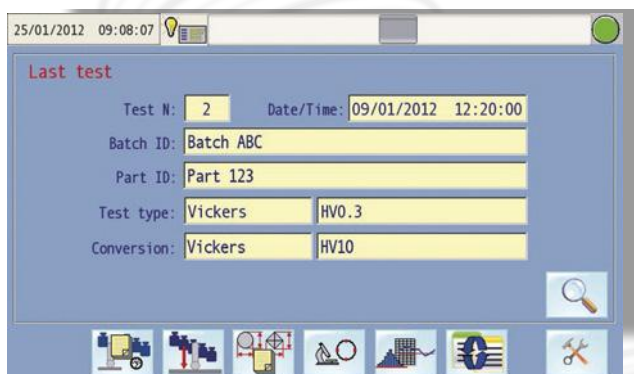 25/01/2012 09:08:07
Last test
Test N: 2 Date/Time: 09/01/2012 12:20:00
Batch ID: Batch ABC
Part ID: Part 123
Test type: Vickers HV0.3
Conversion: Vickers HV10